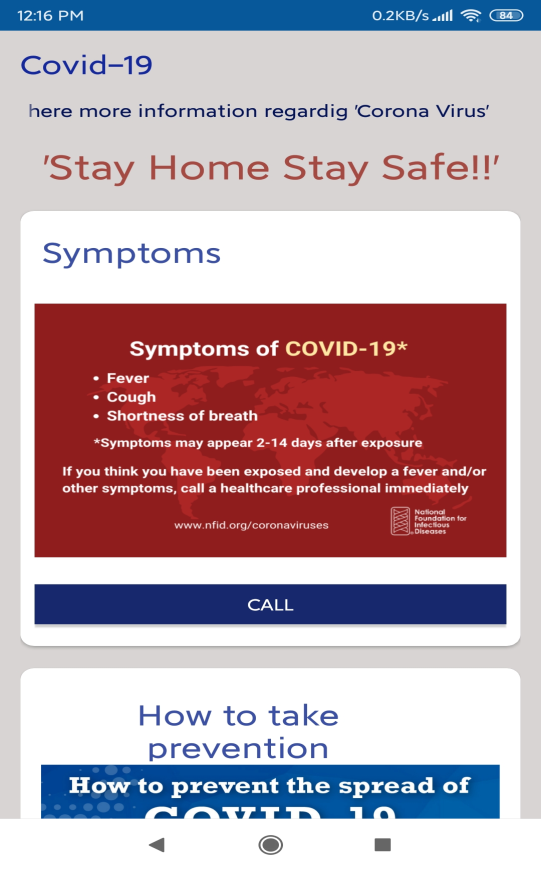 12:16 PM 0.2KB/s 84
Covid–19
here more information regardig 'Corona Virus'
'Stay Home Stay Safe!!'
Symptoms
Symptoms of COVID-19*
• Fever
• Cough
• Shortness of breath
*Symptoms may appear 2-14 days after exposure
If you think you have been exposed and develop a fever and/or
other symptoms, call a healthcare professional immediately
www.nfid.org/coronaviruses
National
Foundation for
Infectious
Diseases
CALL
How to take
prevention
How to prevent the spread of
COVID-19